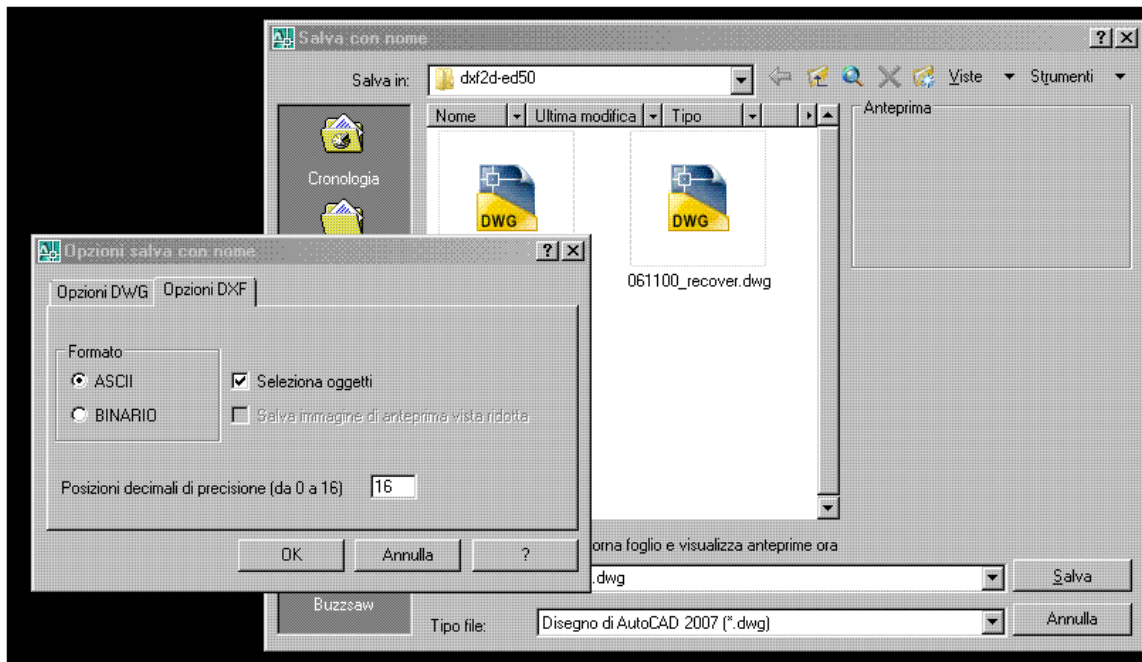 Salva con nome
Salva in:
dxf2d-ed50
Viste
Strumenti
Nome
Ultima modifica
Tipo
Anteprima
Cronologia
DWG
DWG
061100_recover.dwg
Opzioni salva con nome
Opzioni DWG
Opzioni DXF
Formato
ASCII
Seleziona oggetti
BINARIO
Salva immagine di anteprima vista ridotta
Posizioni decimali di precisione (da 0 a 16)
16
OK
Annulla
?
foglio e visualizza anteprime ora
.dwg
Salva
Buzzsaw
Tipo file:
Disegno di AutoCAD 2007 (*.dwg)
Annulla